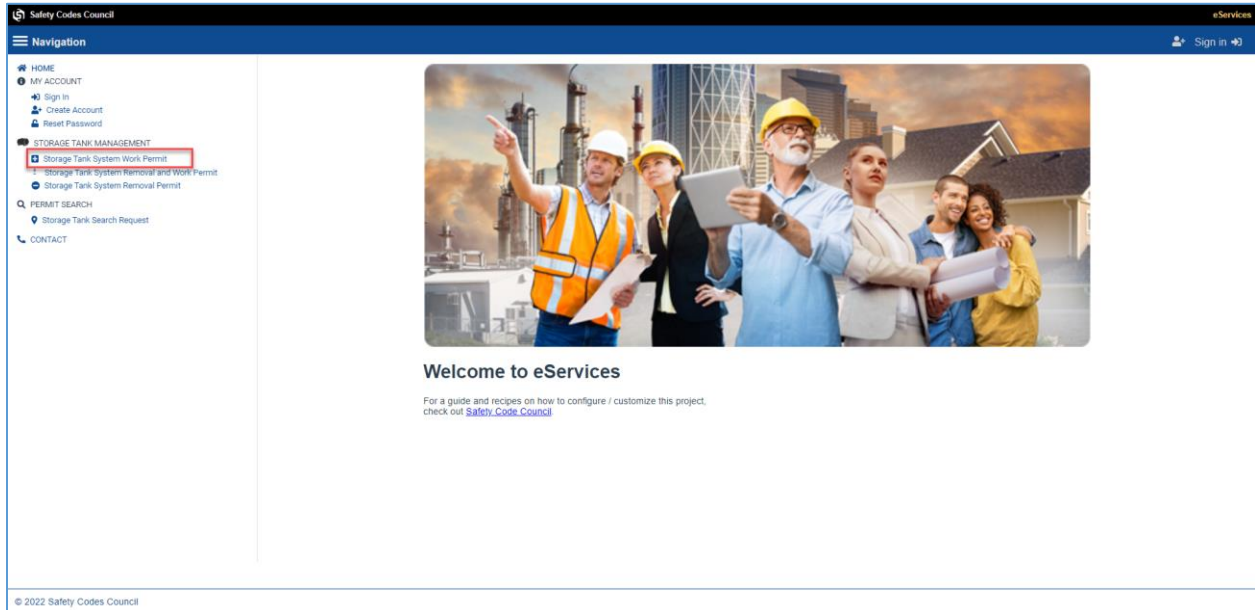 Safety Codes Council
eServices
Navigation
Sign in
HOME
MY ACCOUNT
Sign In
Create Account
Reset Password
STORAGE TANK MANAGEMENT
Storage Tank System Work Permit
Storage Tank System Removal and Work Permit
Storage Tank System Removal Permit
PERMIT SEARCH
Storage Tank Search Request
CONTACT
Welcome to eServices
For a guide and recipes on how to configure / customize this project,
check out Safety Code Council.
© 2022 Safety Codes Council